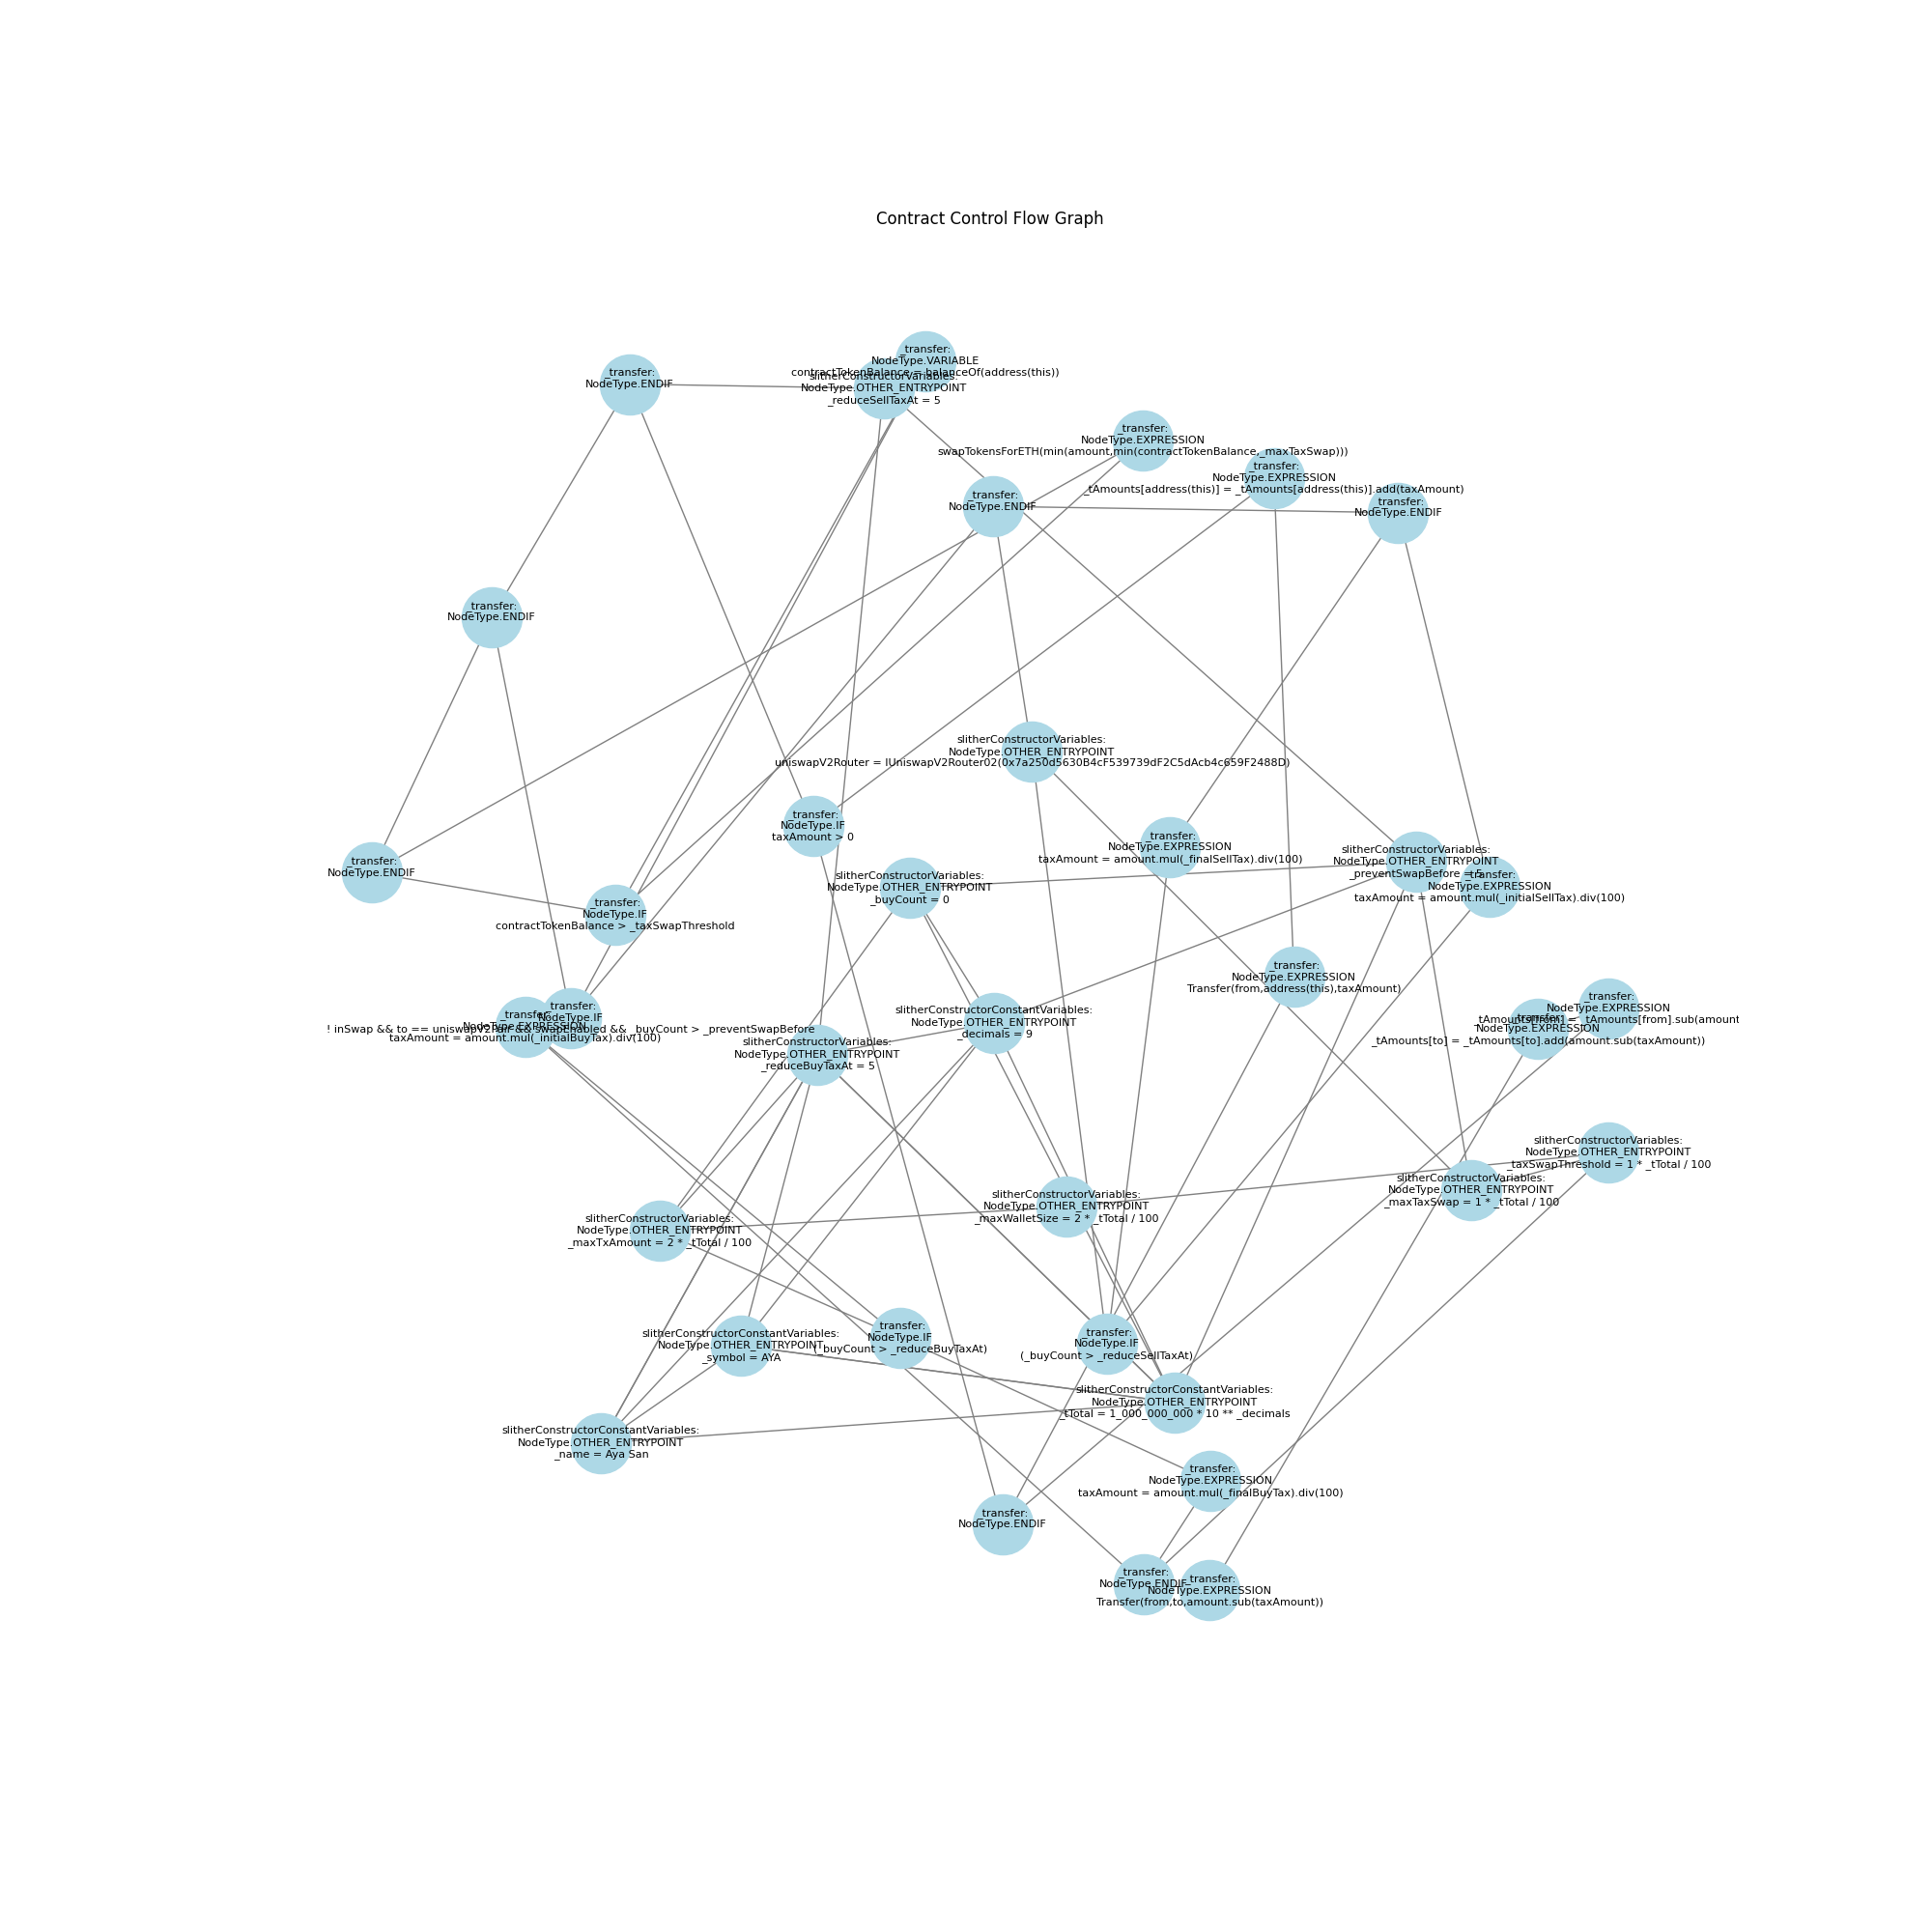 Contract Control Flow Graph
_transfer:
NodeType.VARIABLE
contractTokenBalance = balanceOf(address(this))
_transfer:
NodeType.ENDIF
slitherConstructorVariables:
NodeType.OTHER_ENTRYPOINT
_reduceSellTaxAt = 5
_transfer:
NodeType.EXPRESSION
swapTokensForETH(min(amount,min(contractTokenBalance,_maxTaxSwap)))
_transfer:
NodeType.EXPRESSION
_tAmounts[address(this)] = _tAmounts[address(this)].add(taxAmount)
_transfer:
NodeType.ENDIF
_transfer:
NodeType.ENDIF
_transfer:
NodeType.ENDIF
slitherConstructorVariables:
NodeType.OTHER_ENTRYPOINT
uniswapV2Router = IUniswapV2Router02(0x7a250d5630B4cF539739dF2C5dAcb4c659F2488D)
_transfer:
NodeType.IF
taxAmount > 0
_transfer:
NodeType.EXPRESSION
taxAmount = amount.mul(_finalSellTax).div(100)
slitherConstructorVariables:
NodeType.OTHER_ENTRYPOINT
_preventSwapBefore = 5
_transfer:
NodeType.ENDIF
slitherConstructorVariables:
NodeType.OTHER_ENTRYPOINT
_buyCount = 0
_transfer:
NodeType.EXPRESSION
taxAmount = amount.mul(_initialSellTax).div(100)
_transfer:
NodeType.IF
contractTokenBalance > _taxSwapThreshold
_transfer:
NodeType.EXPRESSION
Transfer(from,address(this),taxAmount)
_transfer:
NodeType.IF
! inSwap && to == uniswapV2Pair && swapEnabled && _buyCount > _preventSwapBefore
_transfer:
NodeType.EXPRESSION
taxAmount = amount.mul(_initialBuyTax).div(100)
slitherConstructorConstantVariables:
NodeType.OTHER_ENTRYPOINT
_decimals = 9
_transfer:
NodeType.EXPRESSION
_tAmounts[from] = _tAmounts[from].sub(amount
_transfer:
NodeType.EXPRESSION
_tAmounts[to] = _tAmounts[to].add(amount.sub(taxAmount))
slitherConstructorVariables:
NodeType.OTHER_ENTRYPOINT
_reduceBuyTaxAt = 5
slitherConstructorVariables:
NodeType.OTHER_ENTRYPOINT
_taxSwapThreshold = 1 * _tTotal / 100
slitherConstructorVariables:
NodeType.OTHER_ENTRYPOINT
_maxTaxSwap = 1 * _tTotal / 100
slitherConstructorVariables:
NodeType.OTHER_ENTRYPOINT
_maxWalletSize = 2 * _tTotal / 100
slitherConstructorVariables:
NodeType.OTHER_ENTRYPOINT
_maxTxAmount = 2 * _tTotal / 100
_transfer:
NodeType.IF
(_buyCount > _reduceBuyTaxAt)
_transfer:
NodeType.IF
(_buyCount > _reduceSellTaxAt)
slitherConstructorConstantVariables:
NodeType.OTHER_ENTRYPOINT
_symbol = AYA
slitherConstructorConstantVariables:
NodeType.OTHER_ENTRYPOINT
_tTotal = 1_000_000_000 * 10 ** _decimals
slitherConstructorConstantVariables:
NodeType.OTHER_ENTRYPOINT
_name = Aya San
_transfer:
NodeType.EXPRESSION
taxAmount = amount.mul(_finalBuyTax).div(100)
_transfer:
NodeType.ENDIF
_transfer:
NodeType.ENDIF
_transfer:
NodeType.EXPRESSION
Transfer(from,to,amount.sub(taxAmount))